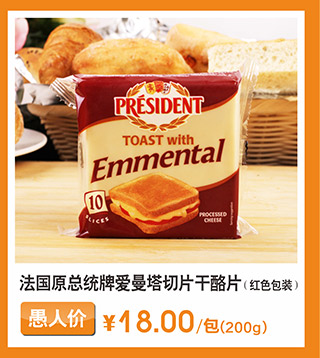 PRÉSIDENT
TOAST with
Emmental
10
SLICES
PROCESSED
CHEESE
法国原总统牌爱曼塔切片干酪片(红色包装)
愚人价
¥18.00/包(200g)